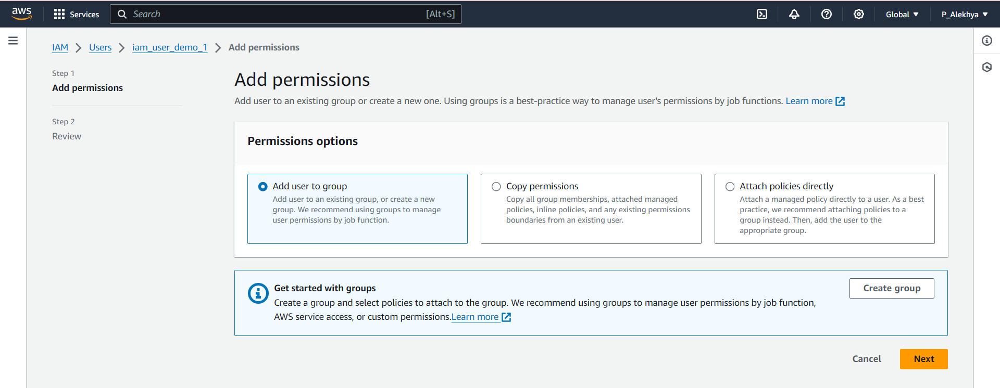 aws
Services
Search
[Alt+S]
Global
P_Alekhya
IAM
Users
iam_user_demo_1
Add permissions
Step 1
Add permissions
Step 2
Review
Add permissions
Add user to an existing group or create a new one. Using groups is a best-practice way to manage user's permissions by job functions. Learn more
Permissions options
Add user to group
Add user to an existing group, or create a new
group. We recommend using groups to manage
user permissions by job function.
Copy permissions
Copy all group memberships, attached managed
policies, inline policies, and any existing permissions
boundaries from an existing user.
Attach policies directly
Attach a managed policy directly to a user. As a best
practice, we recommend attaching policies to a
group instead. Then, add the user to the
appropriate group.
Get started with groups
Create a group and select policies to attach to the group. We recommend using groups to manage user permissions by job function,
AWS service access, or custom permissions.Learn more
Create group
Cancel
Next